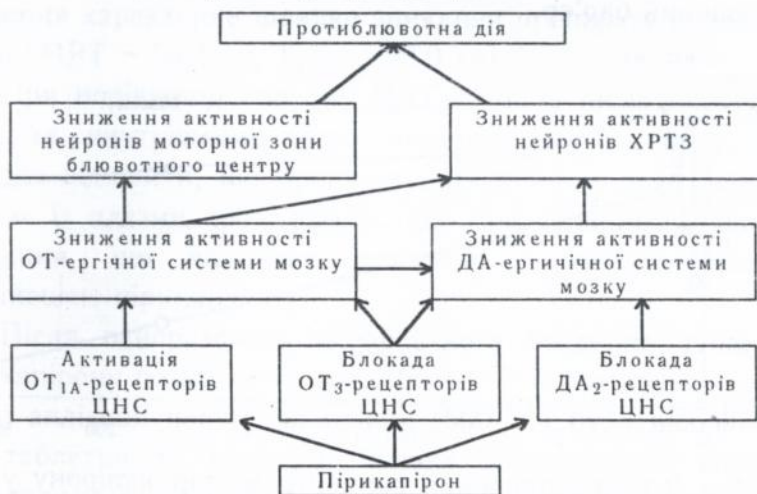 Протиблювотна дія
Зниження активності
нейронів моторної зони
блювотного центру
Зниження активності
нейронів ХРТЗ
Зниження активності
ОТ-ергічної системи мозку
Зниження активності
ДА-ергичічної системи
мозку
Активація
ОТ1А-рецепторів
ЦНС
Блокада
ОТ3-рецепторів
ЦНС
Блокада
ДА2-рецепторів
ЦНС
Пірикапірон